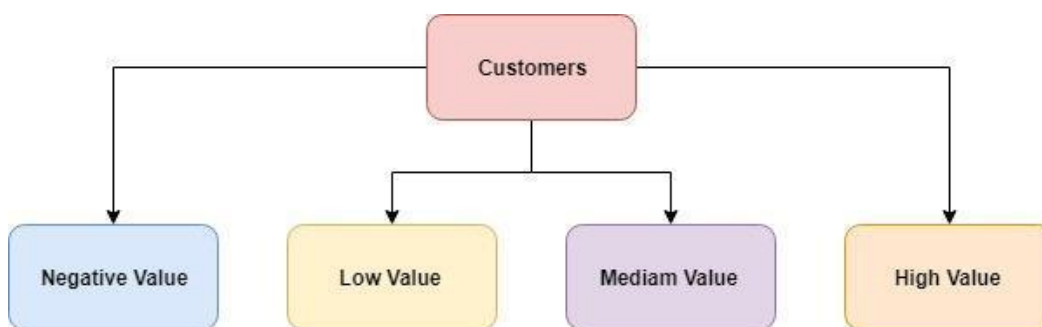 Customers
Negative Value
Low Value
Mediam Value
High Value